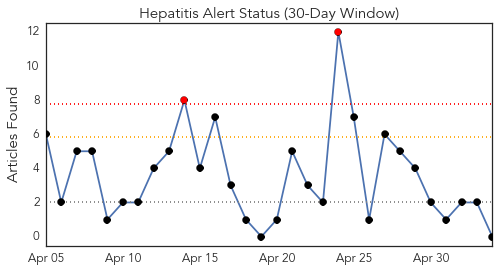 Hepatitis Alert Status (30-Day Window)
Articles Found
12
10
8
6
4
2
0
Apr 05
Apr 10
Apr 15
Apr 20
Apr 25
Apr 30